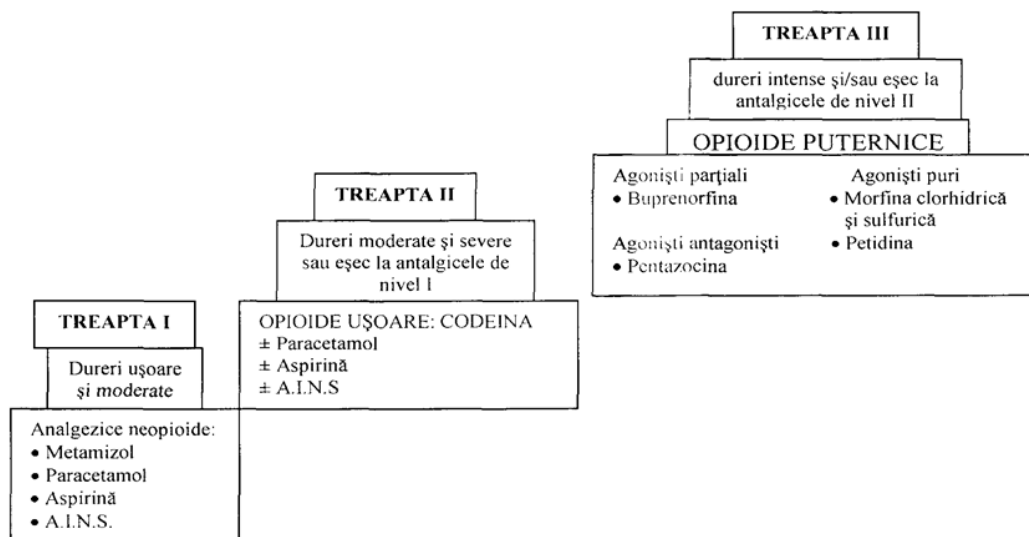 TREAPTA I
Dureri uşoare
şi moderate
Analgezice neopioide:
• Metamizol
• Paracetamol
• Aspirină
• A.I.N.S.
TREAPTA II
Dureri moderate şi severe
sau eşec la antalgicele de
nivel I
OPIOIDE UŞOARE: CODEINA
± Paracetamol
± Aspirină
± A.I.N.S
TREAPTA III
dureri intense şi/sau eşec la
antalgicele de nivel II
OPIOIDE PUTERNICE
Agonişti parţiali
• Buprenorfina
Agonişti antagonişti
• Pentazocina
Agonişti puri
• Morfina clorhidrică
şi sulfurică
• Petidina